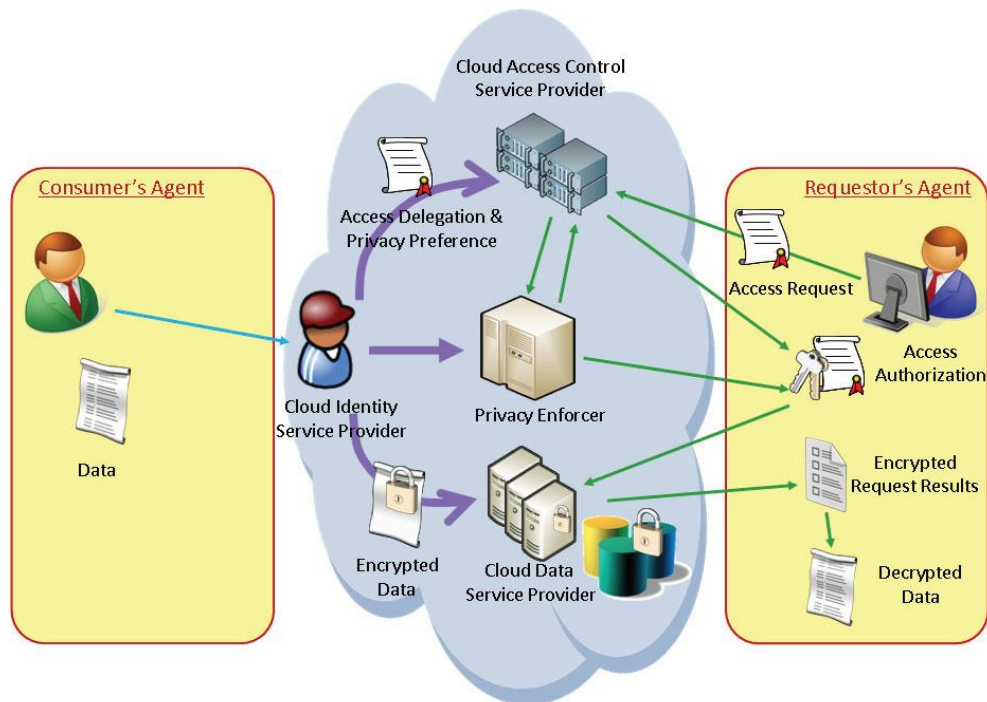 Cloud Access Control
Service Provider
Consumer's Agent
Requestor's Agent
Access Delegation &
Privacy Preference
Access Request
Access
Authorization
Cloud Identity
Service Provider
Privacy Enforcer
Data
Encrypted
Request Results
Encrypted
Data
Cloud Data
Service Provider
Decrypted
Data